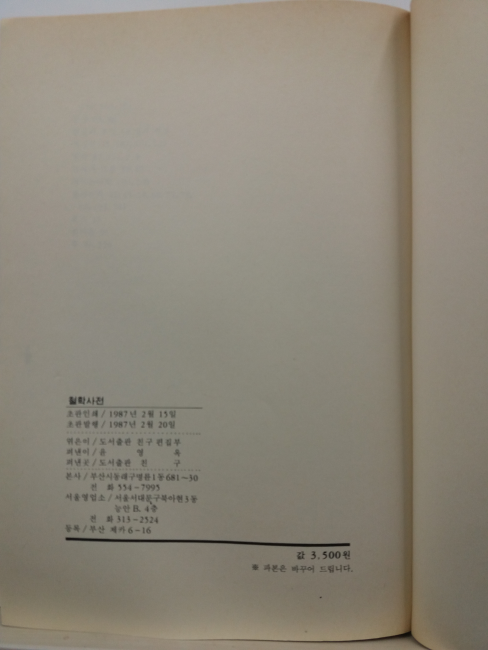 철학사전
초판인쇄/1987년 2월 15일
초판발행/1987년 2월 20일
엮은이/도서출판 친구 편집부
펴낸이/윤 영 옥
펴낸곳/도서출판 친 구
본사/부산시동래구명륜1동681~30
전 화 554-7995
서울영업소/서울서대문구북아현3동
능안B. 4층
전 화 313-2524
등록/부산 제카6-16
값 3,500원
※ 파본은 바꾸어 드립니다.